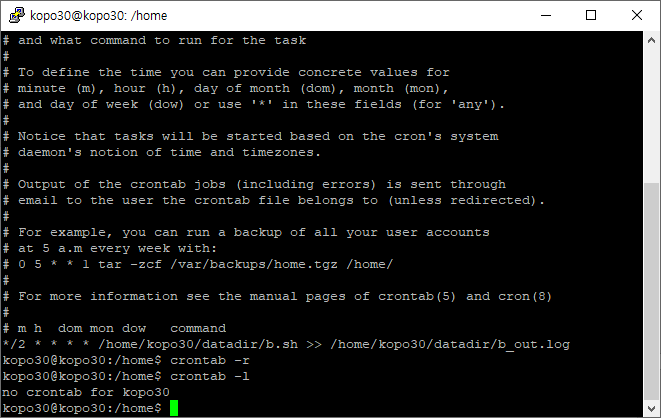 kopo30@kopo30: /home
# and what command to run for the task
#
# To define the time you can provide concrete values for
# minute (m), hour (h), day of month (dom), month (mon),
# and day of week (dow) or use '*' in these fields (for 'any').
#
# Notice that tasks will be started based on the cron's system
# daemon's notion of time and timezones.
#
# Output of the crontab jobs (including errors) is sent through
# email to the user the crontab file belongs to (unless redirected).
#
# For example, you can run a backup of all your user accounts
# at 5 a.m every week with:
# 0 5 * * 1 tar -zcf /var/backups/home.tgz /home/
#
# For more information see the manual pages of crontab(5) and cron(8)
#
# m h  dom mon dow   command
*/2 * * * * /home/kopo30/datadir/b.sh >> /home/kopo30/datadir/b_out.log
kopo30@kopo30:/home$ crontab -r
kopo30@kopo30:/home$ crontab -l
no crontab for kopo30
kopo30@kopo30:/home$